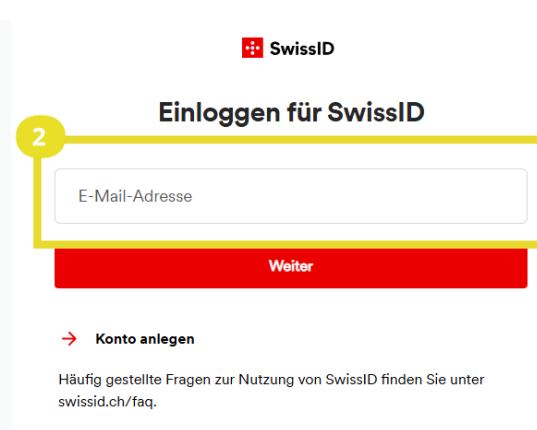 SwissID
Einloggen für SwissID
2
E-Mail-Adresse
Weiter
→ Konto anlegen
Häufig gestellte Fragen zur Nutzung von SwissID finden Sie unter
swissid.ch/faq.